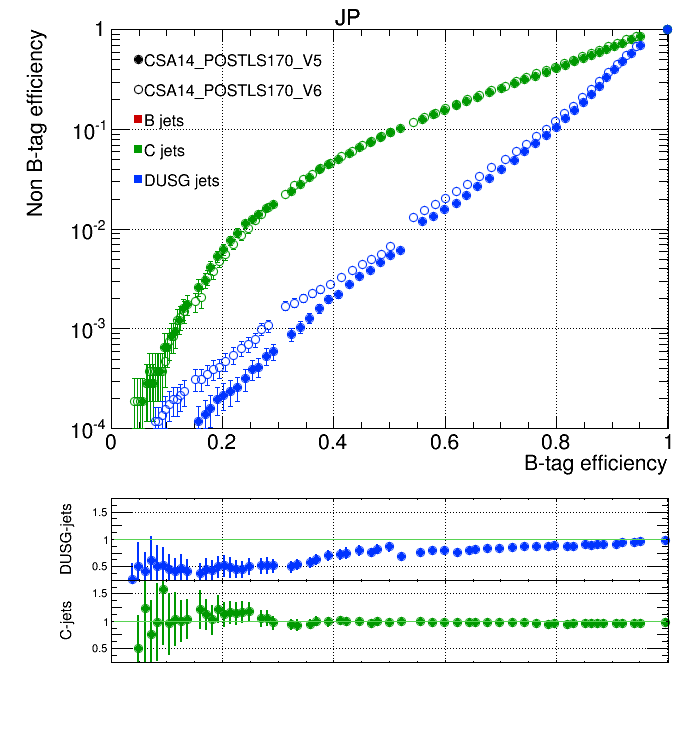 JP
Non B-tag efficiency
1
CSA14_POSTLS170_V5
CSA14_POSTLS170_V6
B jets
C jets
DUSG jets
10^-1
10^-2
10^-3
10^-4
0 0.2 0.4 0.6 0.8 1
B-tag efficiency
DUSG-jets
1.5
1
0.5
C-jets
1.5
1
0.5